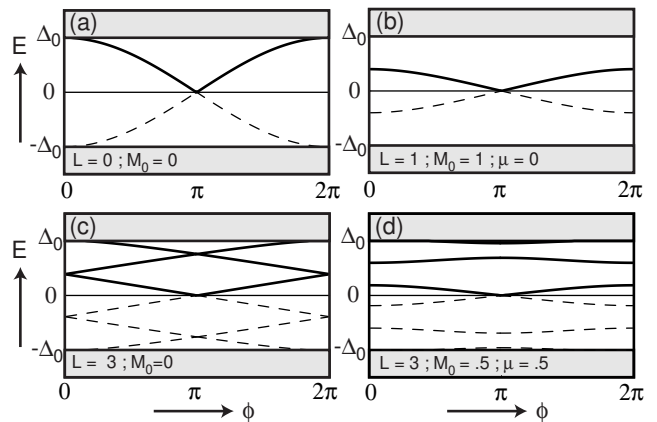 (a)
(b)
Δ₀
E
0
-Δ₀
L = 0 ; M₀ = 0
L = 1 ; M₀ = 1 ; μ = 0
0
π
2π
0
π
2π
(c)
(d)
Δ₀
Δ₀
E
0
0
-Δ₀
-Δ₀
L = 3 ; M₀=0
L = 3 ; M₀ = .5 ; μ = .5
0
π
2π
0
π
2π
ϕ
ϕ
Δ₀
0
-Δ₀